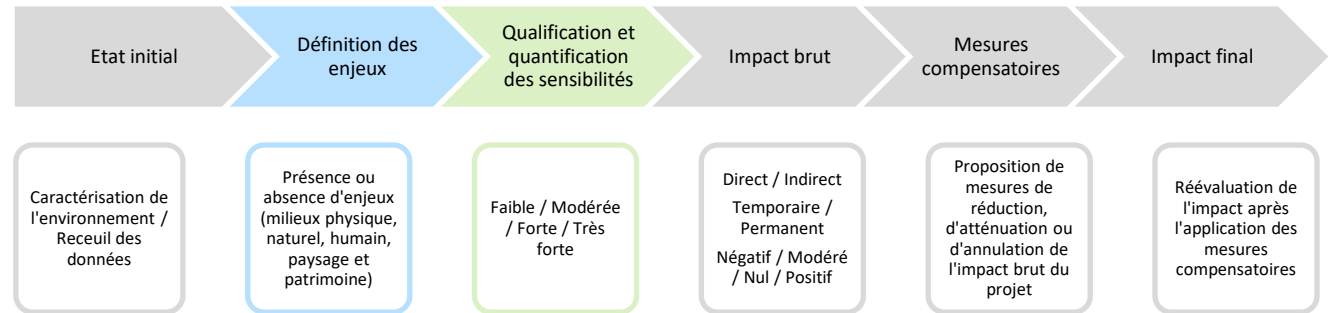 Etat initial
Définition des
enjeux
Qualification et
quantification
des sensibilités
Impact brut
Mesures
compensatoires
Impact final
Caractérisation de
l'environnement /
Receuil des
données
Présence ou
absence d'enjeu
(milieux physique,
naturel, humain,
paysage et
patrimoine)
Faible / Modérée
/ Forte / Très
forte
Direct / Indirect
Temporaire /
Permanent
Négatif / Modéré
/ Nul / Positif
Proposition de
mesures de
réduction,
d'atténuation ou
d'annulation de
l'impact brut du
projet
Réévaluation de
l'impact après
l'application des
mesures
compensatoires